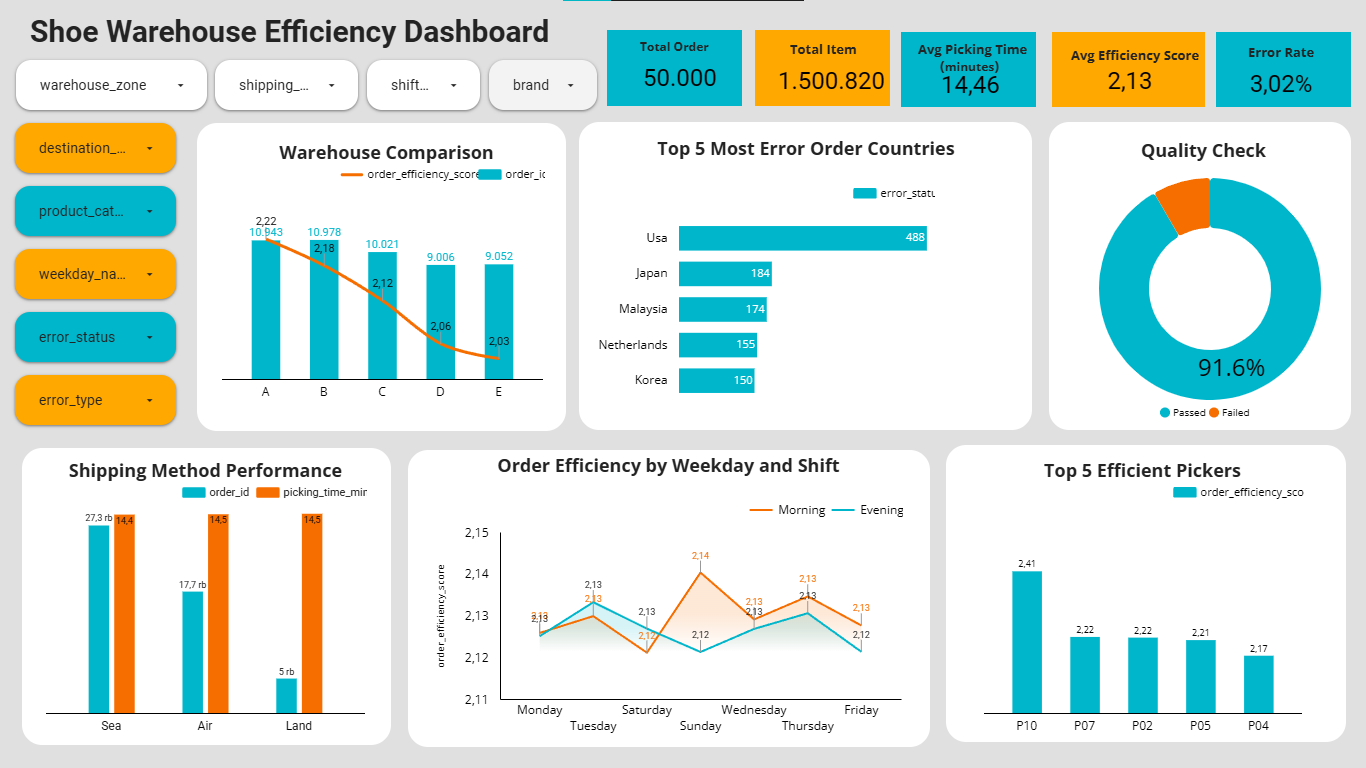 Shoe Warehouse Efficiency Dashboard
warehouse_zone
shipping_...
shift...
brand
Total Order
50.000
Total Item
1.500.820
Avg Picking Time
(minutes)
14,46
Avg Efficiency Score
2,13
Error Rate
3,02%
destination_...
product_cat...
weekday_na...
error_status
error_type
Warehouse Comparison
order_efficiency_score
order_id
2,22
10.943
10.978
2,18
10.021
2,12
9.006
2,06
9.052
2,03
A
B
C
D
E
Top 5 Most Error Order Countries
error_statu
Usa
488
Japan
184
Malaysia
174
Netherlands
155
Korea
150
Quality Check
91.6%
Passed
Failed
Shipping Method Performance
order_id
picking_time_mir
27,3 rb
14,4
17,7 rb
14,5
5 rb
14,5
Sea
Air
Land
Order Efficiency by Weekday and Shift
Morning
Evening
order_efficiency_score
2,15
2,14
2,13
2,12
2,11
2,13
2,13
2,13
2,13
2,13
2,12
2,14
2,12
2,13
2,13
2,13
2,13
2,13
2,12
Monday
Tuesday
Saturday
Sunday
Wednesday
Thursday
Friday
Top 5 Efficient Pickers
order_efficiency_sco
2,41
2,22
2,22
2,21
2,17
P10
P07
P02
P05
P04